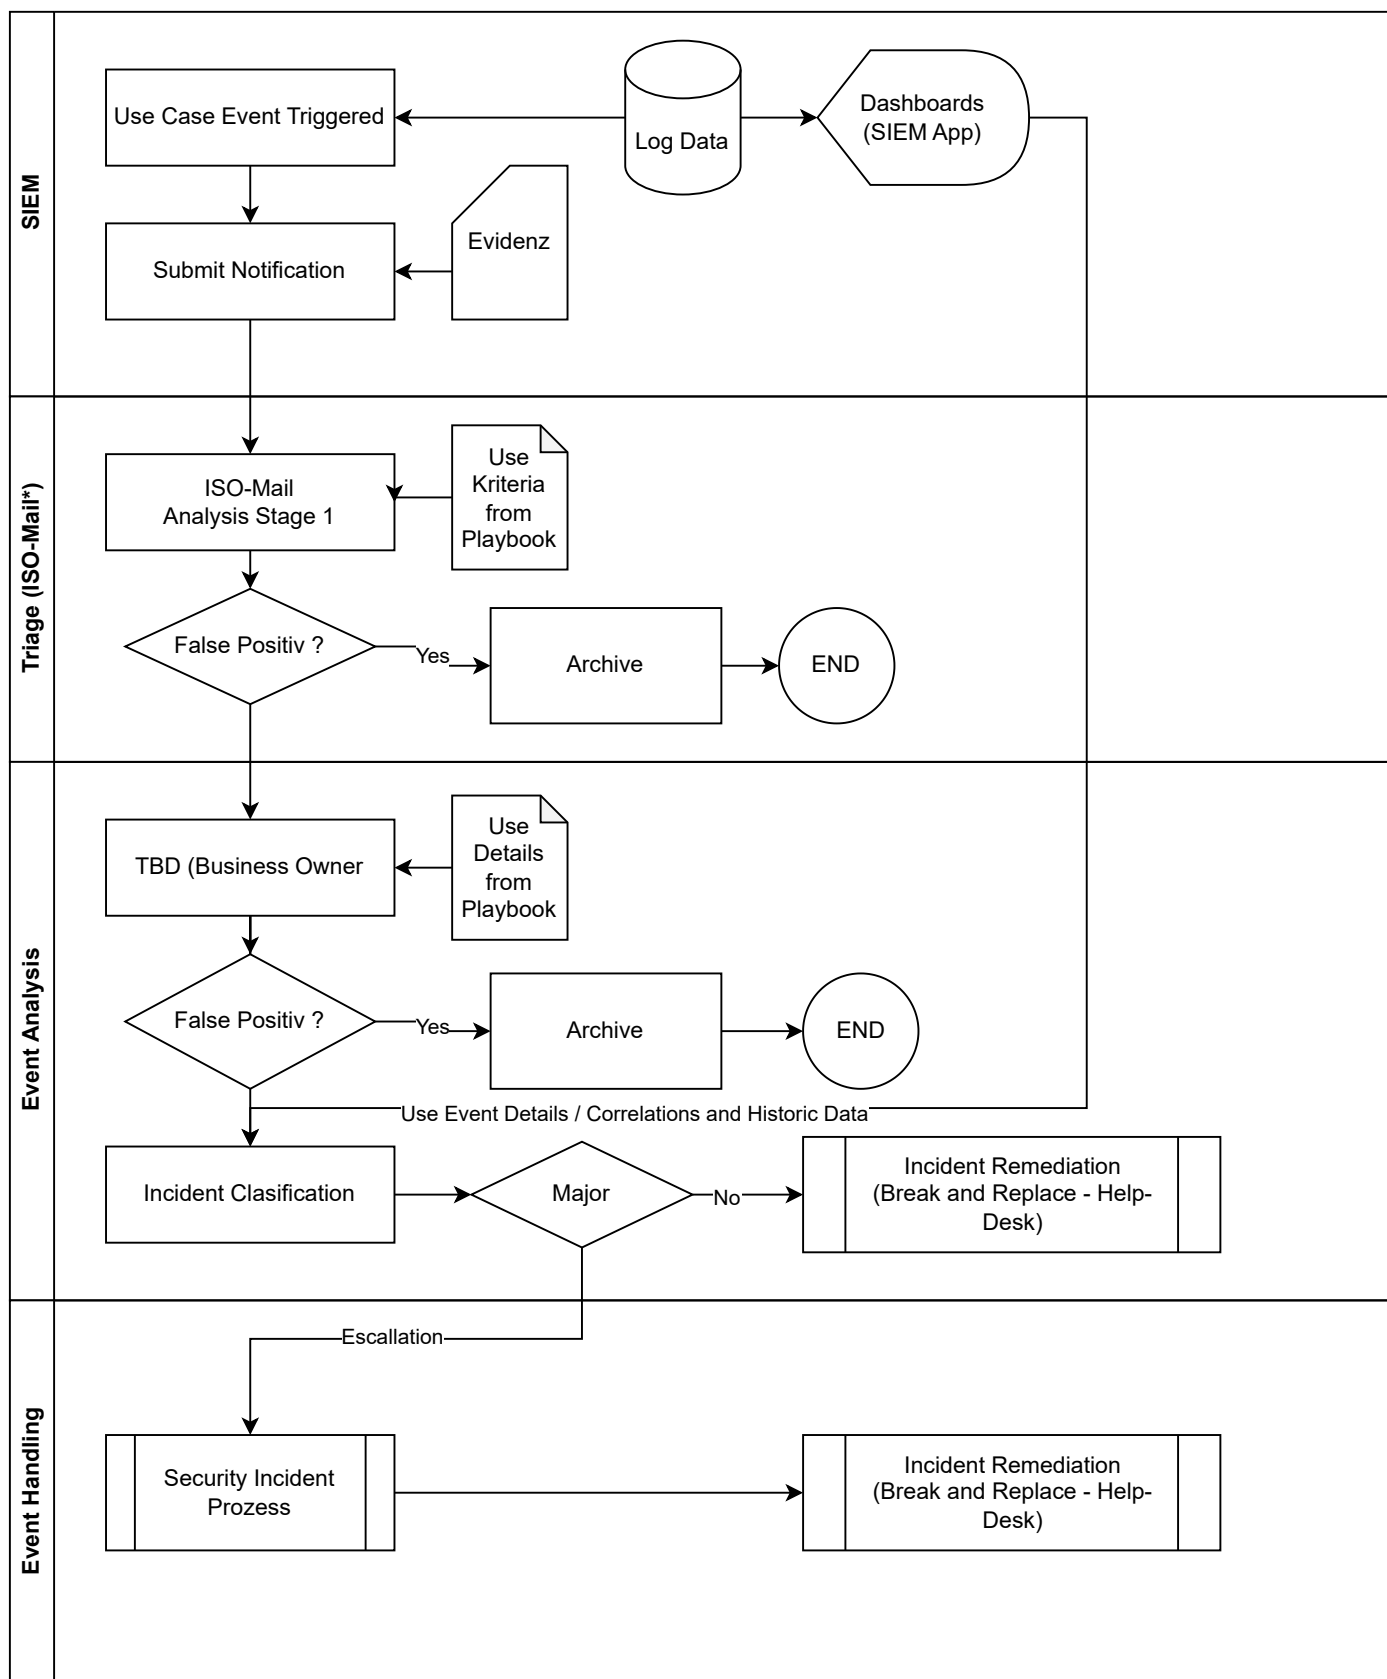 SIEM
Use Case Event Triggered
Log Data
Dashboards
(SIEM App)
Submit Notification
Evidenz
Triage (ISO-Mail*)
ISO-Mail
Analysis Stage 1
Use
Kriteria
from
Playbook
False Positiv ?
Yes
Archive
END
Event Analysis
TBD (Business Owner
Use
Details
from
Playbook
False Positiv ?
Yes
Archive
END
Use Event Details / Correlations and Historic Data
Incident Clasification
Major
No
Incident Remediation
(Break and Replace - Help-
Desk)
Event Handling
Escallation
Security Incident
Prozess
Incident Remediation
(Break and Replace - Help-
Desk)